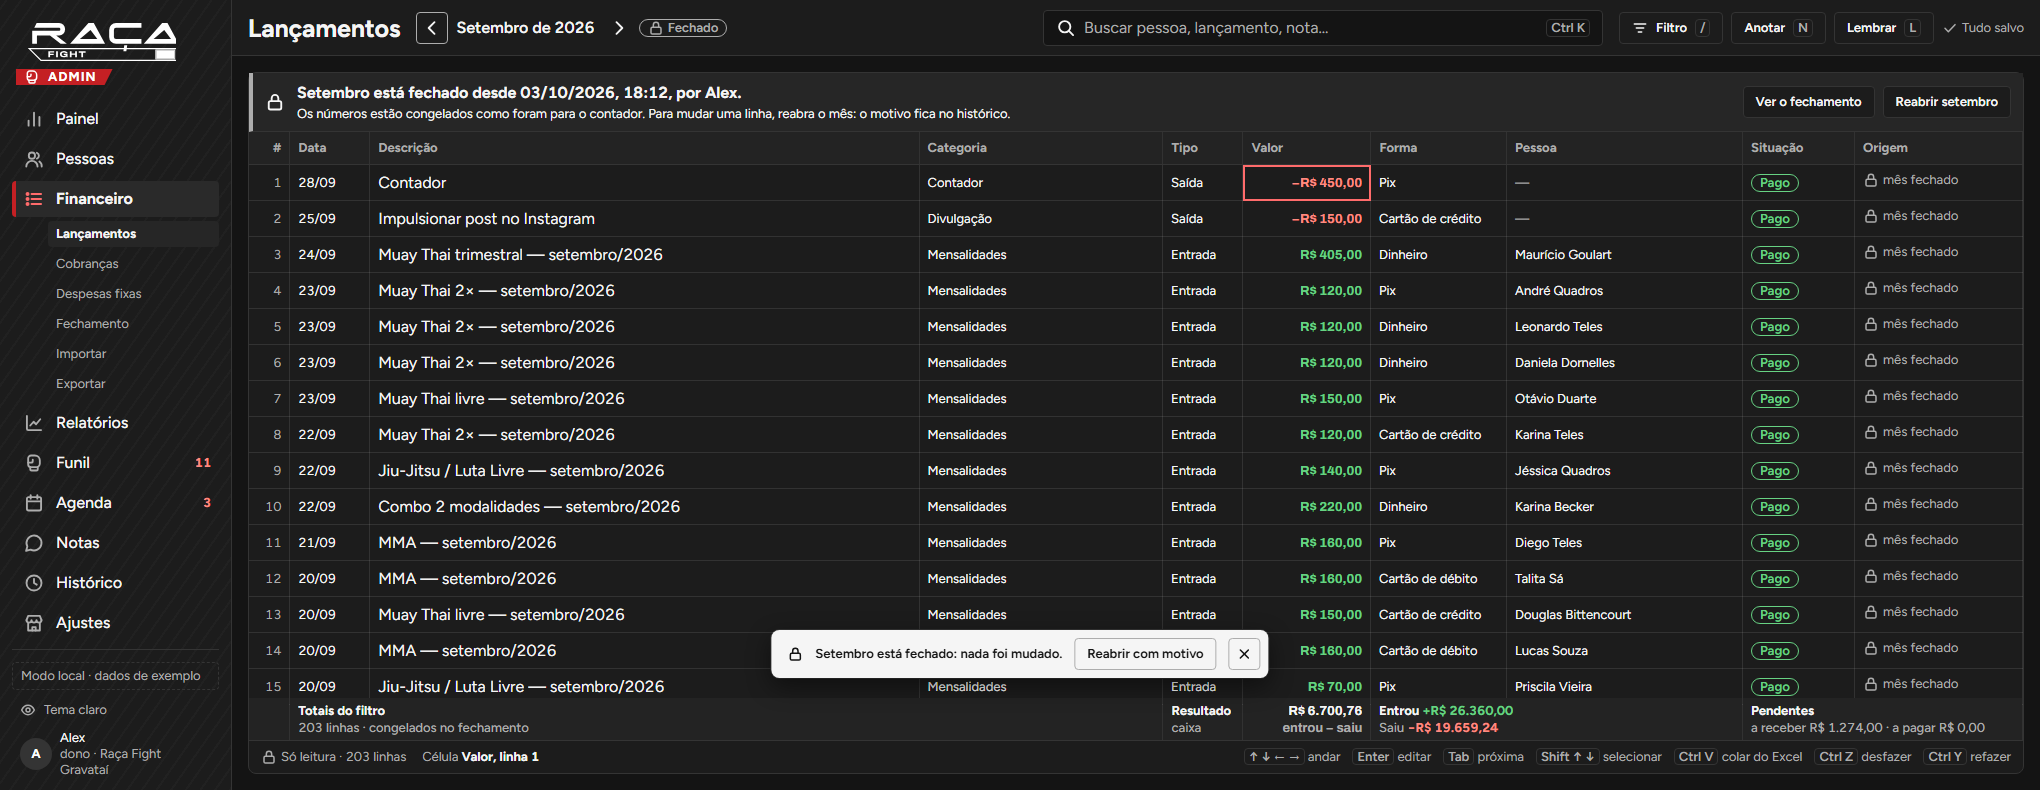 RAÇA
FIGHT
ADMIN
Painel
Pessoas
Financeiro
Lançamentos
Cobranças
Despesas fixas
Fechamento
Importar
Exportar
Relatórios
Funil 11
Agenda 3
Notas
Histórico
Ajustes
Modo local · dados de exemplo
Tema claro
A
Alex
dono · Raça Fight
Gravataí
Lançamentos Setembro de 2026 Fechado
Buscar pessoa, lançamento, nota... Ctrl K
Filtro / Anotar N Lembrar L Tudo salvo
Setembro está fechado desde 03/10/2026, 18:12, por Alex.
Os números estão congelados como foram para o contador. Para mudar uma linha, reabra o mês: o motivo fica no histórico.
Ver o fechamento Reabrir setembro
# Data Descrição Categoria Tipo Valor Forma Pessoa Situação Origem
1 28/09 Contador Contador Saída –R$ 450,00 Pix — Pago mês fechado
2 25/09 Impulsionar post no Instagram Divulgação Saída –R$ 150,00 Cartão de crédito — Pago mês fechado
3 24/09 Muay Thai trimestral — setembro/2026 Mensalidades Entrada R$ 405,00 Dinheiro Maurício Goulart Pago mês fechado
4 23/09 Muay Thai 2× — setembro/2026 Mensalidades Entrada R$ 120,00 Pix André Quadros Pago mês fechado
5 23/09 Muay Thai 2× — setembro/2026 Mensalidades Entrada R$ 120,00 Dinheiro Leonardo Teles Pago mês fechado
6 23/09 Muay Thai 2× — setembro/2026 Mensalidades Entrada R$ 120,00 Dinheiro Daniela Dornelles Pago mês fechado
7 23/09 Muay Thai livre — setembro/2026 Mensalidades Entrada R$ 150,00 Pix Otávio Duarte Pago mês fechado
8 22/09 Muay Thai 2× — setembro/2026 Mensalidades Entrada R$ 120,00 Cartão de crédito Karina Teles Pago mês fechado
9 22/09 Jiu-Jitsu / Luta Livre — setembro/2026 Mensalidades Entrada R$ 140,00 Pix Jéssica Quadros Pago mês fechado
10 22/09 Combo 2 modalidades — setembro/2026 Mensalidades Entrada R$ 220,00 Dinheiro Karina Becker Pago mês fechado
11 21/09 MMA — setembro/2026 Mensalidades Entrada R$ 160,00 Pix Diego Teles Pago mês fechado
12 20/09 MMA — setembro/2026 Mensalidades Entrada R$ 160,00 Cartão de débito Talita Sá Pago mês fechado
13 20/09 Muay Thai livre — setembro/2026 Mensalidades Entrada R$ 150,00 Cartão de crédito Douglas Bittencourt Pago mês fechado
14 20/09 MMA — setembro/2026 R$ 160,00 Cartão de débito Lucas Souza Pago mês fechado
Setembro está fechado: nada foi mudado. Reabrir com motivo
15 20/09 Jiu-Jitsu / Luta Livre — setembro/2026 Mensalidades Entrada R$ 70,00 Pix Priscila Vieira Pago mês fechado
Totais do filtro Resultado R$ 6.700,76 Entrou +R$ 26.360,00 Pendentes
203 linhas · congelados no fechamento caixa entrou – saiu Saiu –R$ 19.659,24 a receber R$ 1.274,00 · a pagar R$ 0,00
Só leitura · 203 linhas Célula Valor, linha 1 ↑ ↓ ← → andar Enter editar Tab próxima Shift ↑ ↓ selecionar Ctrl V colar do Excel Ctrl Z desfazer Ctrl Y refazer